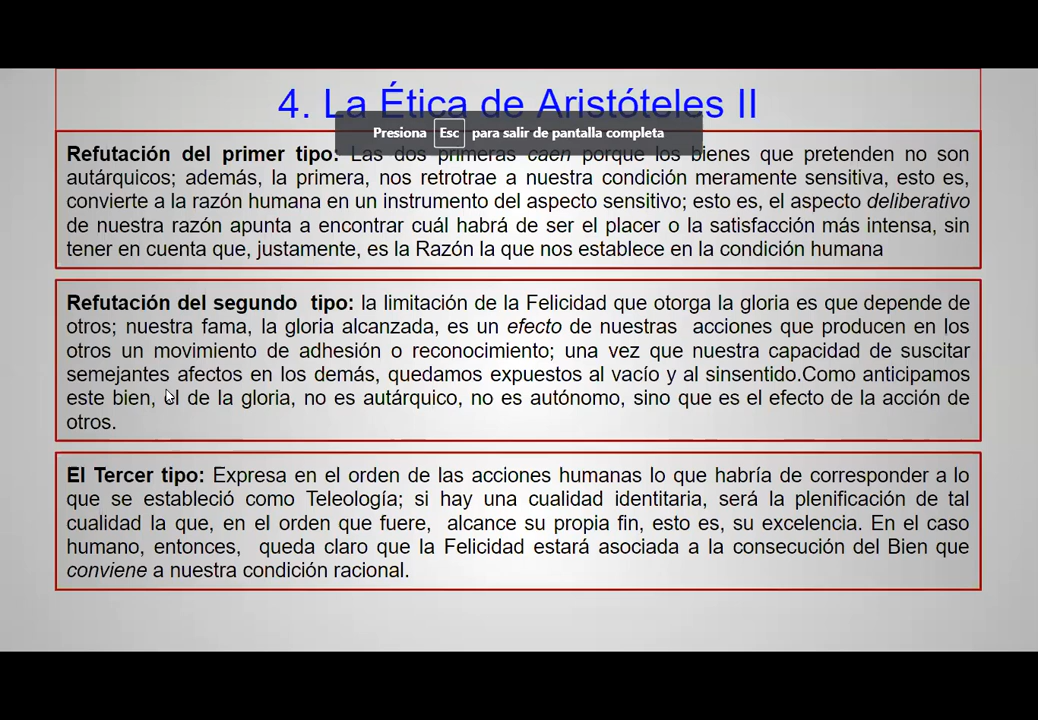 4. La Ética de Aristóteles II
Presiona Esc para salir de pantalla completa
Refutación del primer tipo: Las dos primeras caen porque los bienes que pretenden no son
autárquicos; además, la primera, nos retrotrae a nuestra condición meramente sensitiva, esto es,
convierte a la razón humana en un instrumento del aspecto sensitivo; esto es, el aspecto deliberativo
de nuestra razón apunta a encontrar cuál habrá de ser el placer o la satisfacción más intensa, sin
tener en cuenta que, justamente, es la Razón la que nos establece en la condición humana
Refutación del segundo tipo: la limitación de la Felicidad que otorga la gloria es que depende de
otros; nuestra fama, la gloria alcanzada, es un efecto de nuestras acciones que producen en los
otros un movimiento de adhesión o reconocimiento; una vez que nuestra capacidad de suscitar
semejantes afectos en los demás, quedamos expuestos al vacío y al sinsentido.Como anticipamos
este bien, el de la gloria, no es autárquico, no es autónomo, sino que es el efecto de la acción de
otros.
El Tercer tipo: Expresa en el orden de las acciones humanas lo que habría de corresponder a lo
que se estableció como Teleología; si hay una cualidad identitaria, será la plenificación de tal
cualidad la que, en el orden que fuere, alcance su propia fin, esto es, su excelencia. En el caso
humano, entonces, queda claro que la Felicidad estará asociada a la consecución del Bien que
conviene a nuestra condición racional.